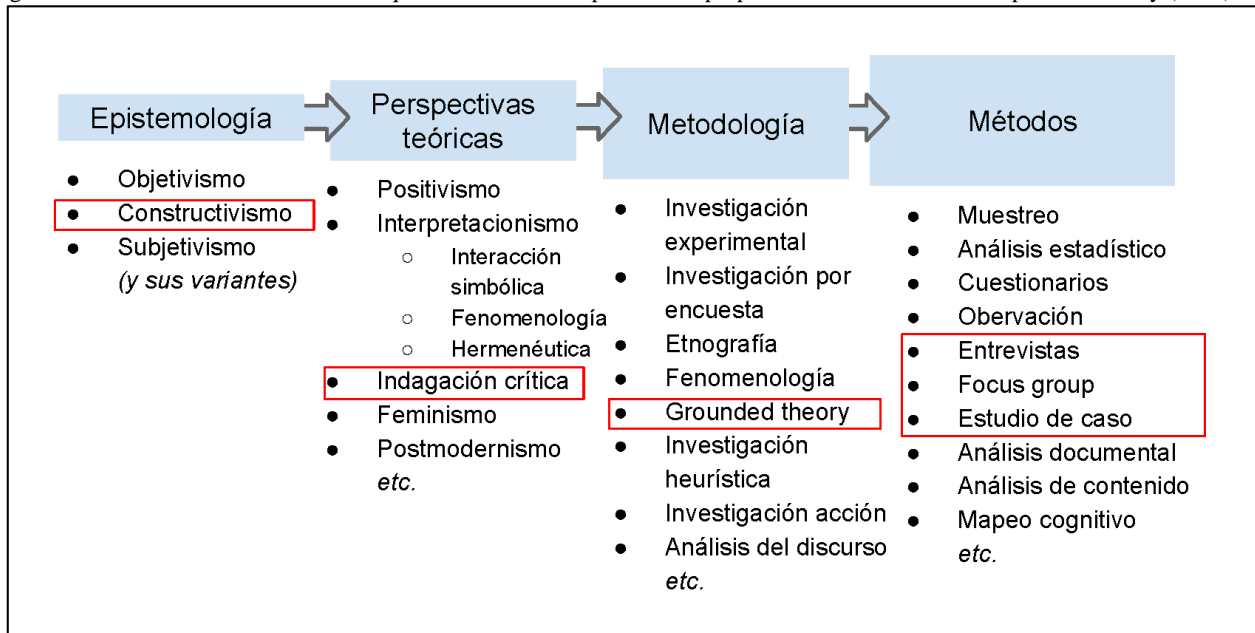 Epistemología
Objetivismo
Constructivismo
Subjetivismo
(y sus variantes)
Perspectivas
teóricas
Positivismo
Interpretacionismo
Interacción
simbólica
Fenomenología
Hermenéutica
Indagación crítica
Feminismo
Postmodernismo
etc.
Metodología
Investigación
experimental
Investigación por
encuesta
Etnografía
Fenomenología
Grounded theory
Investigación
heurística
Investigación acción
Análisis del discurso
etc.
Métodos
Muestreo
Análisis estadístico
Cuestionarios
Obervación
Entrevistas
Focus group
Estudio de caso
Análisis documental
Análisis de contenido
Mapeo cognitivo
etc.